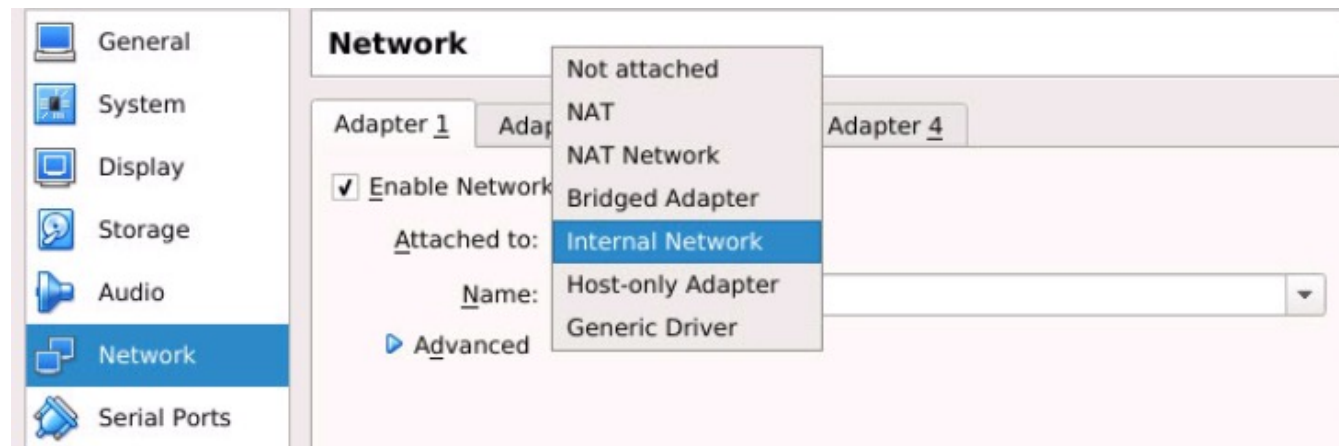 General
System
Display
Storage
Audio
Network
Serial Ports
Network
Adapter 1
Adapter 4
Enable Network
Attached to:
Name:
Advanced
Not attached
NAT
NAT Network
Bridged Adapter
Internal Network
Host-only Adapter
Generic Driver